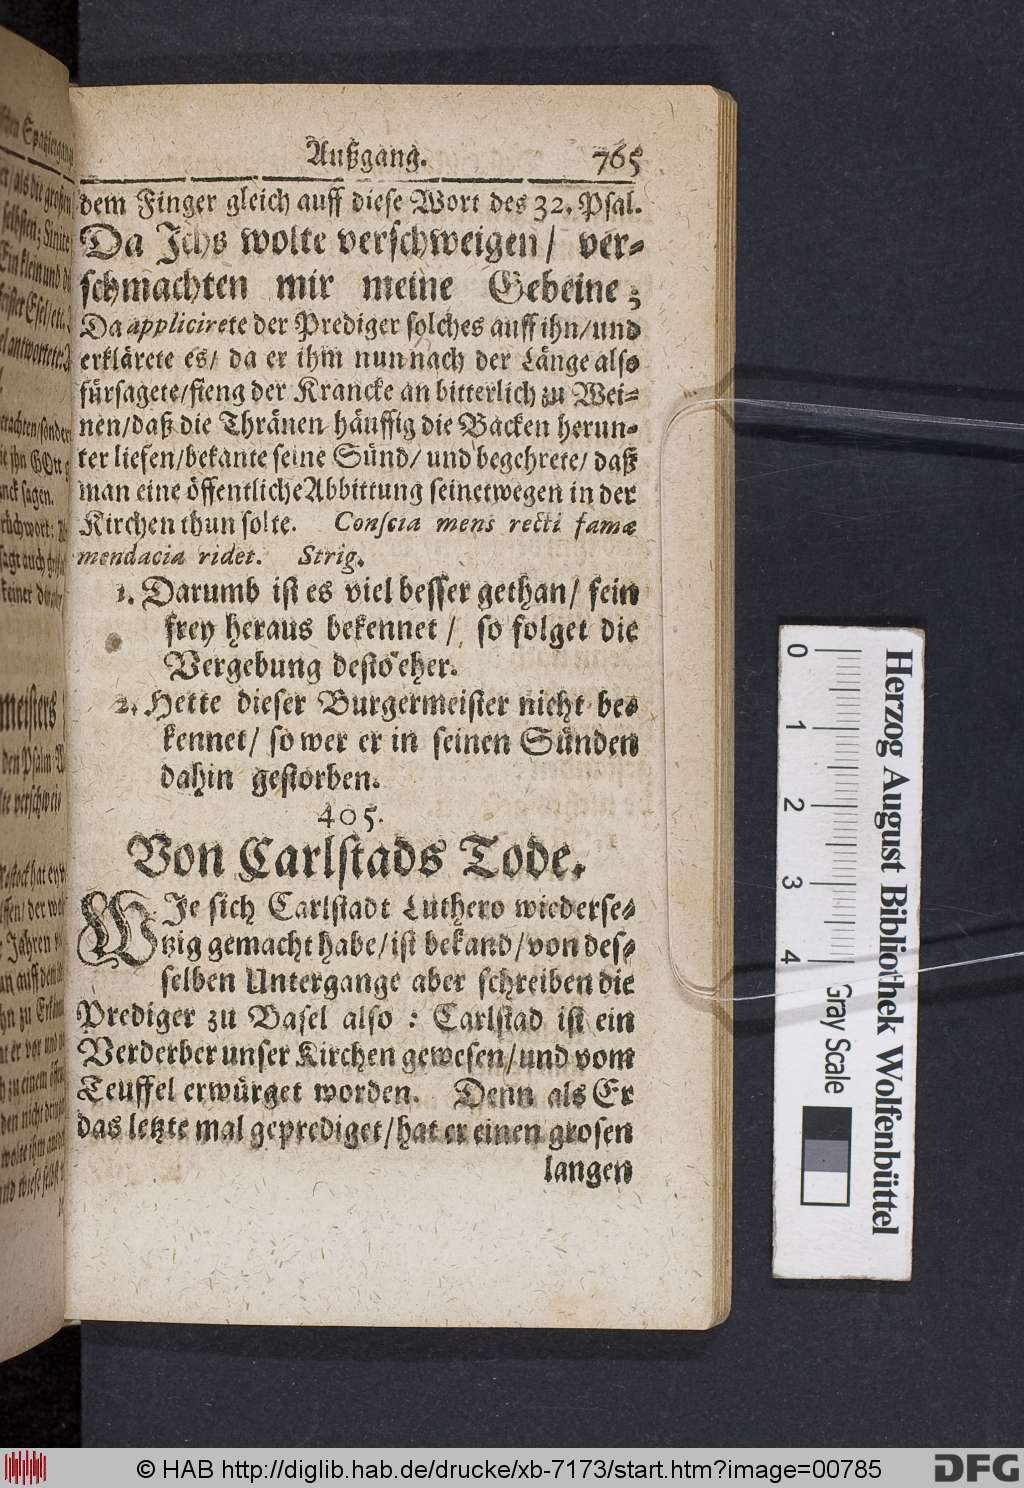 Außgang. 765
dem Finger gleich auff diese Wort des 32. Psal.
Da Ichs wolte verschweigen/ ver-
schmachten mir meine Gebeine;
Da applicirete der Prediger solches auff ihn/und
erklärete es/ da er ihm nun nach der Länge also
fürsagete/fieng der Krancke an bitterlich zu Wei-
nen/daß die Thränen häuffig die Backen herun-
ter liefen/bekante seine Sünd/ und begehrete/ daß
man eine öffentliche Abbittung seinetwegen in der
Kirchen thun solte. Conscia mens recti famæ
mendacia ridet. Strig.
1. Darumb ist es viel besser gethan/ fein
frey heraus bekennet/ so folget die
Vergebung desto eher.
2. Hette dieser Burgermeister nicht be-
kennet/ so wer er in seinen Sünden
dahin gestorben.
405.
Von Carlstads Tode.
WJe sich Carlstadt Luthero wiederse-
tzig gemacht habe/ist bekand/von des-
selben Untergange aber schreiben die
Prediger zu Basel also: Carlstad ist ein
Verderber unser Kirchen gewesen/und vom
Teuffel erwürget worden. Denn als Er
das letzte mal geprediget/hat er einen grosen
langen
0 1 2 3 4
Herzog August Bibliothek Wolfenbüttel
Gray Scale
© HAB http://diglib.hab.de/drucke/xb-7173/start.htm?image=00785
DFG